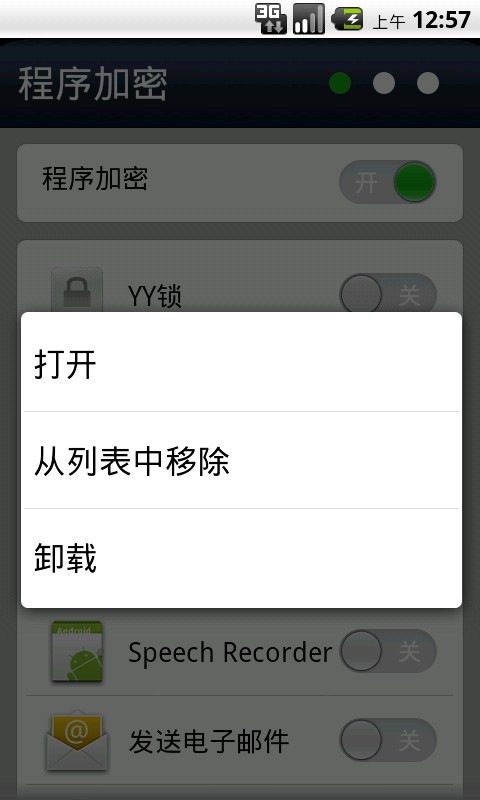 3G
上午 12:57
程序加密
程序加密
开
YY锁
关
打开
从列表中移除
卸载
Android
Speech Recorder
关
@
发送电子邮件
关